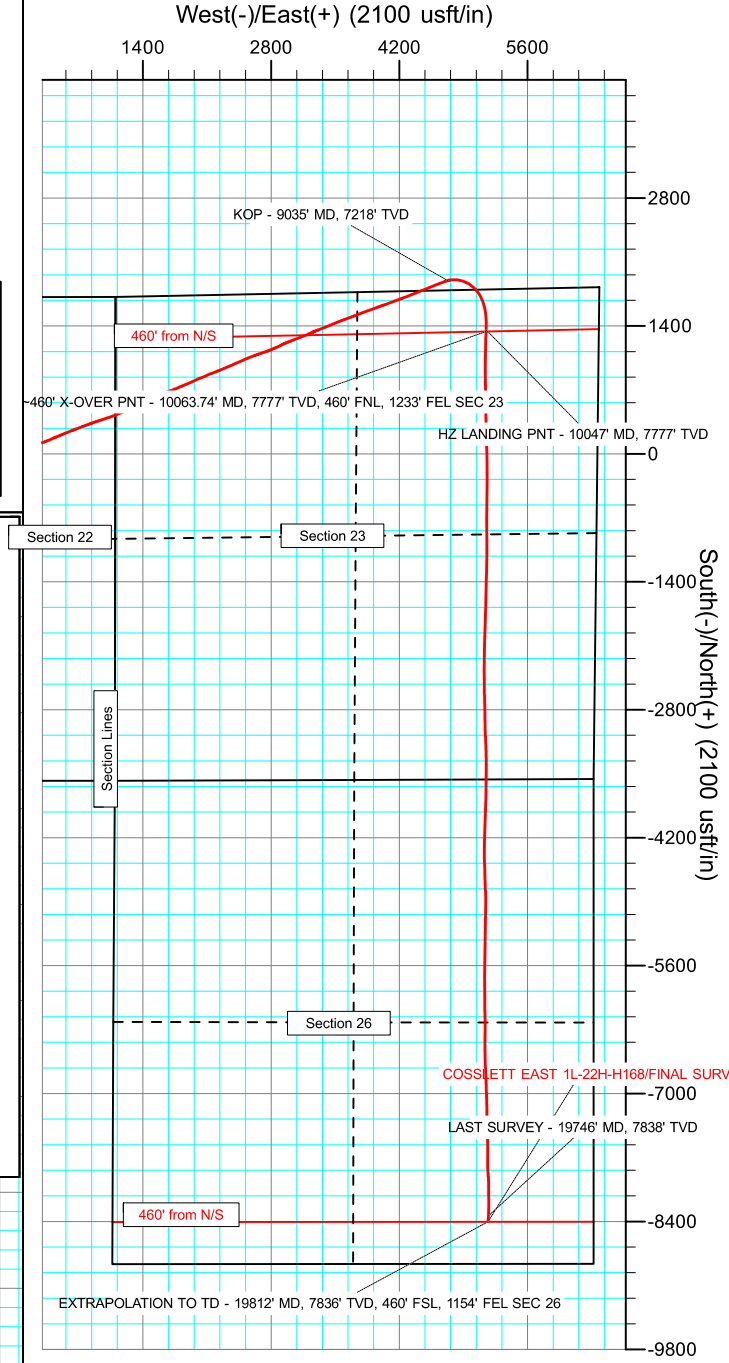 West(-)/East(+) (2100 usft/in)
1400 2800 4200 5600
2800
KOP - 9035' MD, 7218' TVD
1400
460' from N/S
~460' X-OVER PNT - 10063.74' MD, 7777' TVD, 460' FNL, 1233' FEL SEC 23
HZ LANDING PNT - 10047' MD, 7777' TVD
0
Section 22
Section 23
-1400
South(-)/North(+) (2100 usft/in)
-2800
Section Lines
-4200
-5600
Section 26
COSSLETT EAST 1L-22H-H168/FINAL SURV
-7000
LAST SURVEY - 19746' MD, 7838' TVD
460' from N/S
-8400
EXTRAPOLATION TO TD - 19812' MD, 7836' TVD, 460' FSL, 1154' FEL SEC 26
-9800